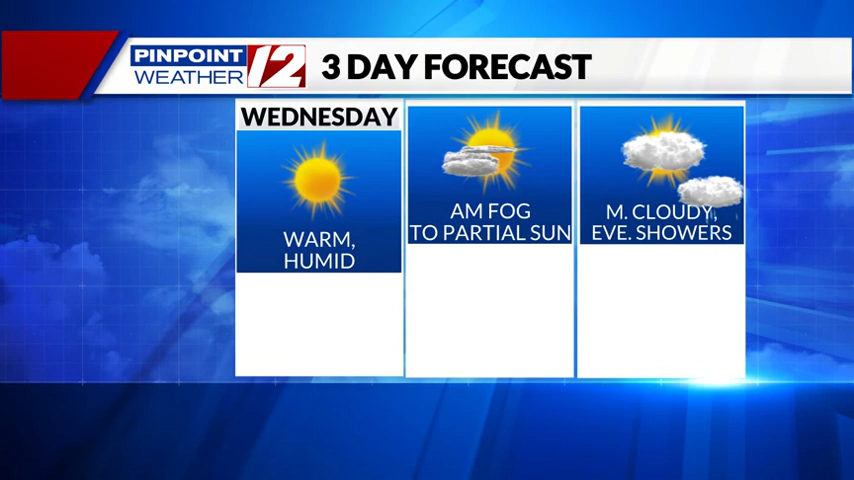 PINPOINT
WEATHER 12
3 DAY FORECAST
WEDNESDAY
WARM,
HUMID
AM FOG
TO PARTIAL SUN
M. CLOUDY,
EVE. SHOWERS